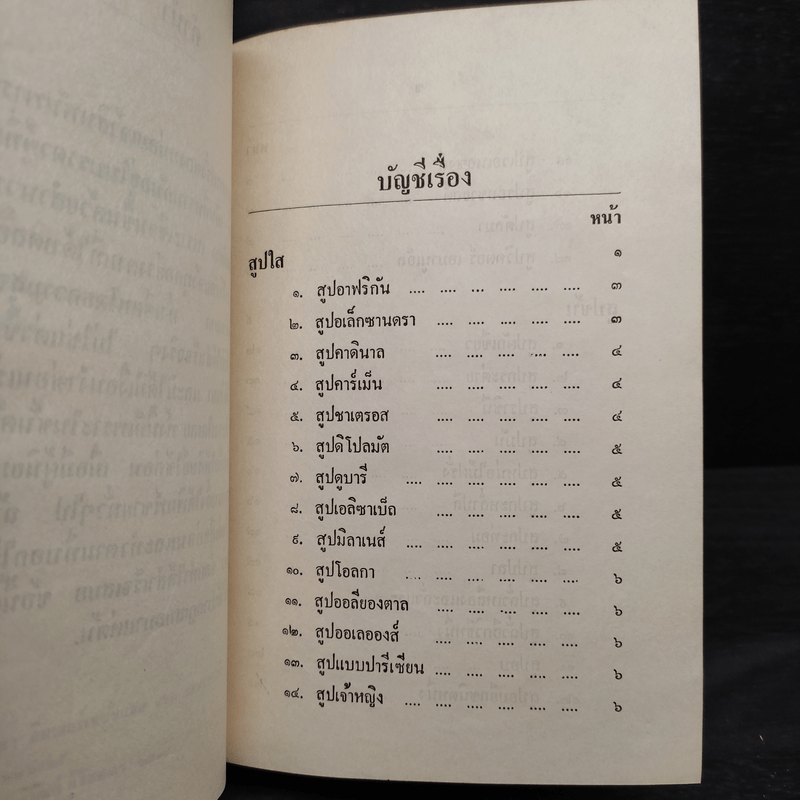 บัญชีเรื่อง
หน้า
สูปใส ๑
๑. สูปอาฟริกัน .... .... ... .... .... .... ๓
๒. สูปอเล็กซานดรา .... .... .... .... .... ๓
๓. สูปคาดินาล .... .... .... .... .... ๔
๔. สูปคาร์เม็น .... .... .... .... .... ๔
๕. สูปชาเตรอส .... .... .... .... .... ๔
๖. สูปดิโปลมัต .... .... .... .... .... ๕
๗. สูปดูบารี .... .... .... .... .... .... ๕
๘. สูปเอลิซาเบ็ล .... .... .... .... .... ๕
๙. สูปมิลาเนส์ .... .... .... .... .... .... ๕
๑๐. สูปโอลกา .... .... .... .... .... .... ๖
๑๑. สูปออลียองตาล .... .... .... .... .... ๖
๑๒. สูปออเลอองส์ .... .... .... .... .... ๖
๑๓. สูปแบบปารีเซียน .... .... .... .... .... ๖
๑๔. สูปเจ้าหญิง .... .... .... .... .... .... ๖